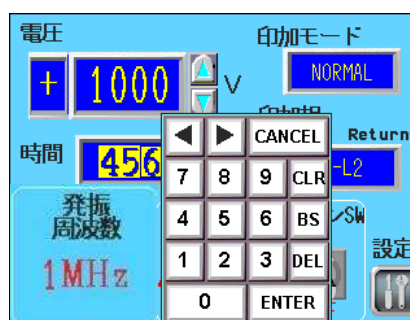 電圧
印加モード
+ 1000 V
NORMAL
Return
時間
456
-L2
◀ ▶ CANCEL
7 8 9 CLR
4 5 6 BS
1 2 3 DEL
0 ENTER
発振
周波数
1MHz
SW
設定